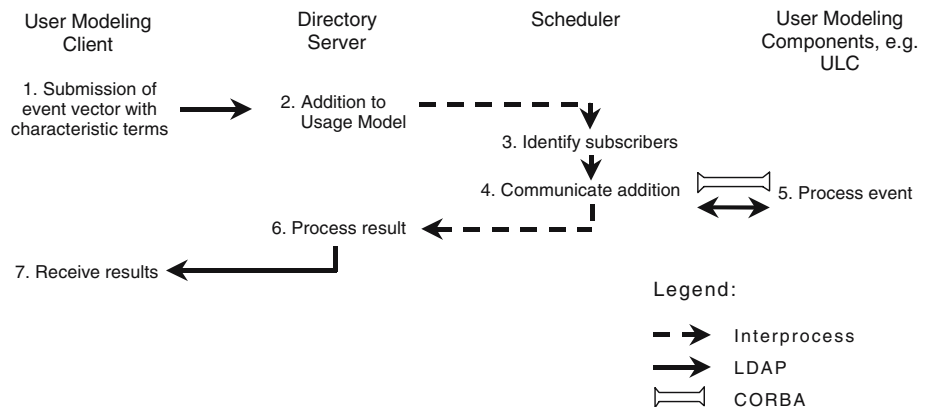 User Modeling
Client
Directory
Server
Scheduler
User Modeling
Components, e.g.
ULC
1. Submission of
event vector with
characteristic terms
2. Addition to
Usage Model
3. Identify subscribers
4. Communicate addition
5. Process event
6. Process result
7. Receive results
Legend:
Interprocess
LDAP
CORBA